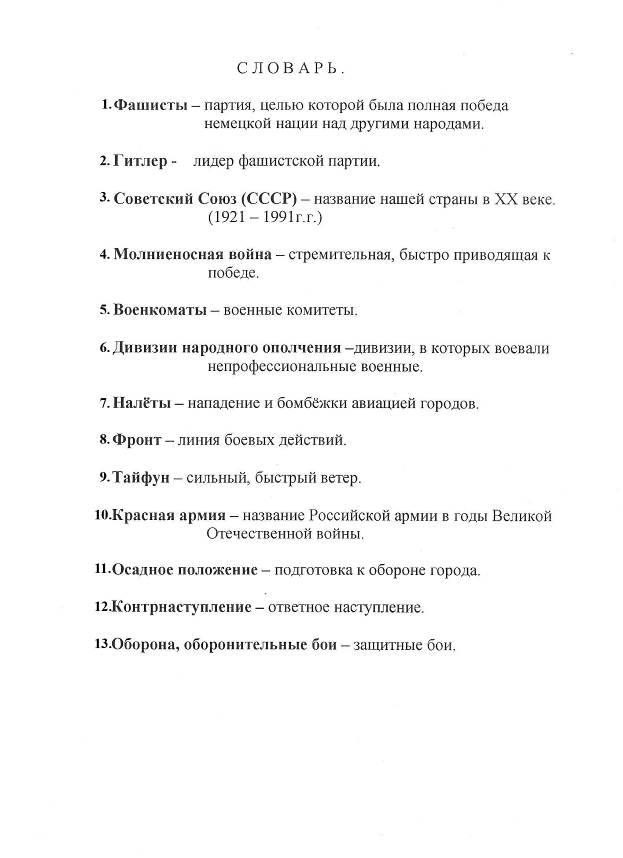 С Л О В А Р Ь .
1. Фашисты – партия, целью которой была полная победа
немецкой нации над другими народами.
2. Гитлер - лидер фашистской партии.
3. Советский Союз (СССР) – название нашей страны в XX веке.
(1921 – 1991г.г.)
4. Молниеносная война – стремительная, быстро приводящая к
победе.
5. Военкоматы – военные комитеты.
6. Дивизии народного ополчения –дивизии, в которых воевали
непрофессиональные военные.
7. Налёты – нападение и бомбёжки авиацией городов.
8. Фронт – линия боевых действий.
9. Тайфун – сильный, быстрый ветер.
10.Красная армия – название Российской армии в годы Великой
Отечественной войны.
11.Осадное положение – подготовка к обороне города.
12.Контрнаступление – ответное наступление.
13.Оборона, оборонительные бои – защитные бои.